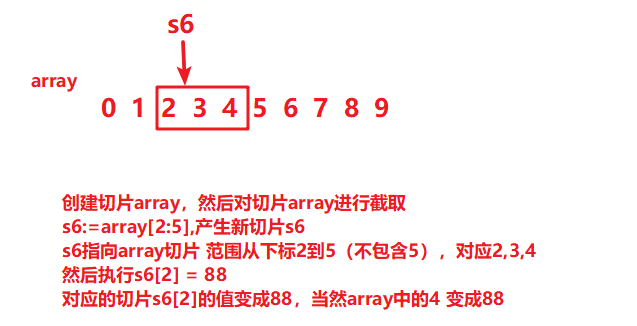 s6
array
0 1 2 3 4 5 6 7 8 9
创建切片array，然后对切片array进行截取
s6:=array[2:5],产生新切片s6
s6指向array切片 范围从下标2到5（不包含5），对应2,3,4
然后执行s6[2] = 88
对应的切片s6[2]的值变成88，当然array中的4 变成88